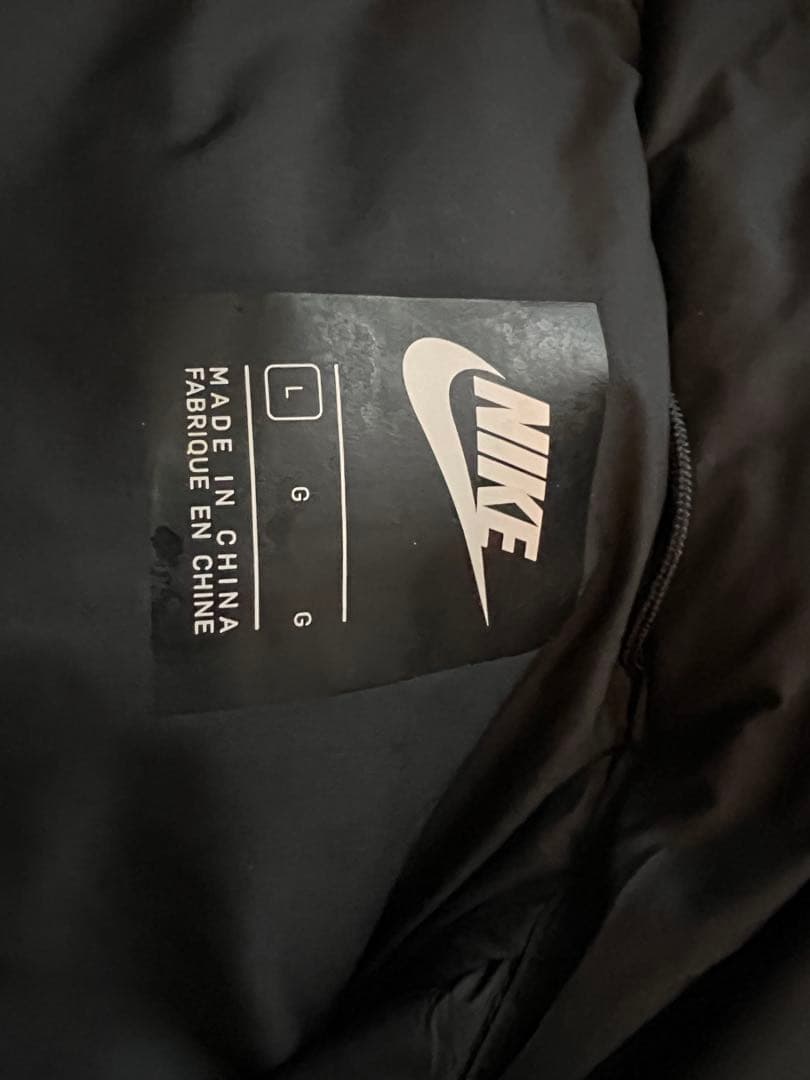 NIKE
L G G
MADE IN CHINA
FABRIQUE EN CHINE